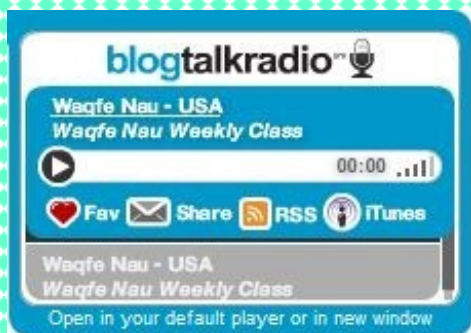 blogtalkradio
Waqfe Nau - USA
Waqfe Nau Weekly Class
00:00
Fav Share RSS iTunes
Waqfe Nau - USA
Waqfe Nau Weekly Class
Open in your default player or in new window